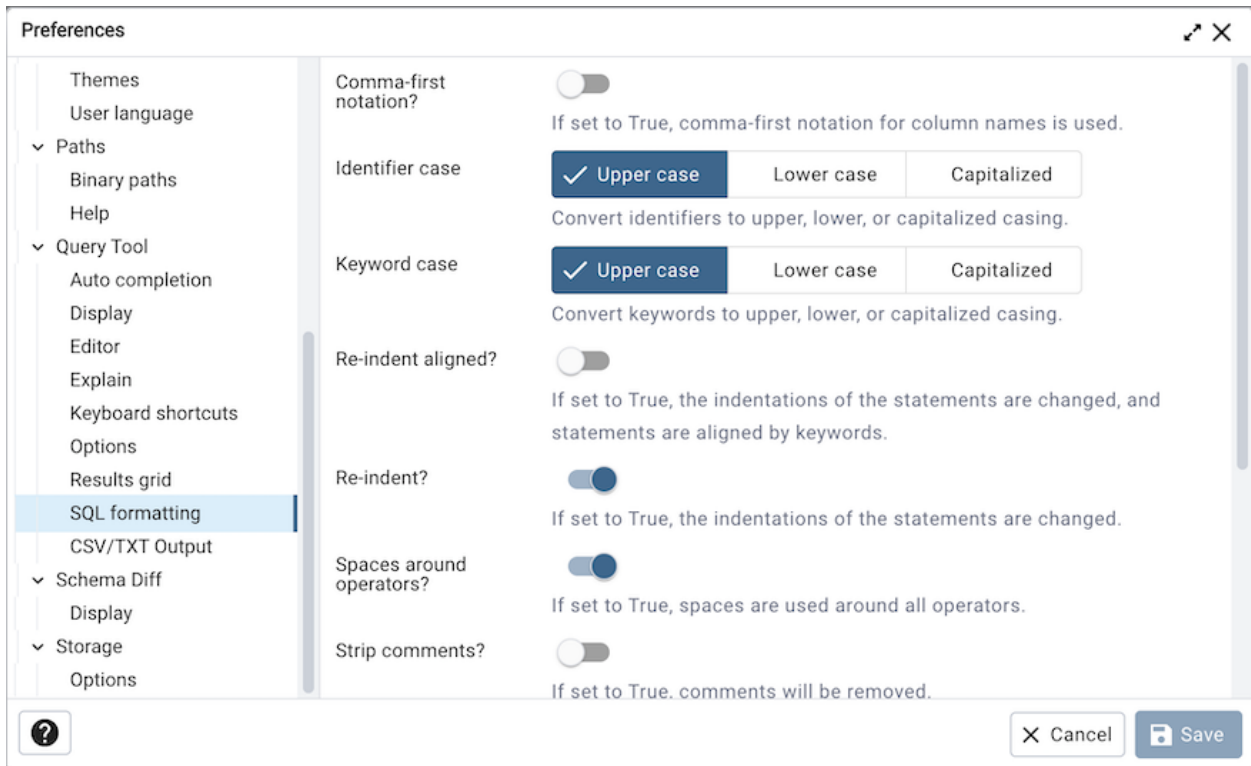 Preferences
Themes
User language
Paths
Binary paths
Help
Query Tool
Auto completion
Display
Editor
Explain
Keyboard shortcuts
Options
Results grid
SQL formatting
CSV/TXT Output
Schema Diff
Display
Storage
Options
Comma-first
notation?
If set to True, comma-first notation for column names is used.
Identifier case
Upper case Lower case Capitalized
Convert identifiers to upper, lower, or capitalized casing.
Keyword case
Upper case Lower case Capitalized
Convert keywords to upper, lower, or capitalized casing.
Re-indent aligned?
If set to True, the indentations of the statements are changed, and
statements are aligned by keywords.
Re-indent?
If set to True, the indentations of the statements are changed.
Spaces around
operators?
If set to True, spaces are used around all operators.
Strip comments?
If set to True, comments will be removed.
?
Cancel Save